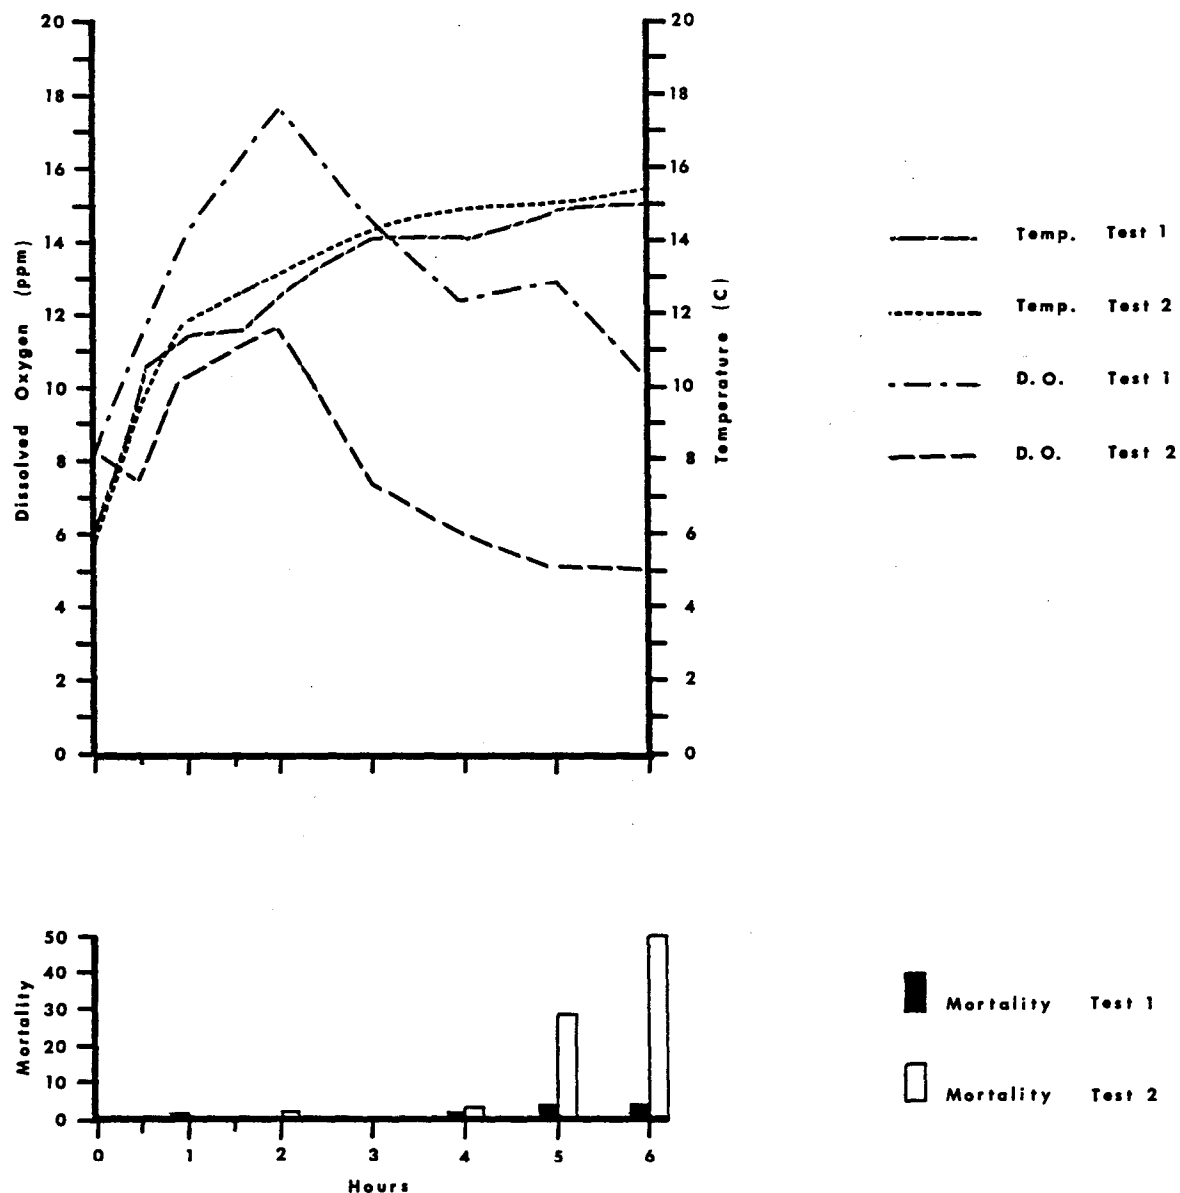 20
18
16
14
12
10
8
6
4
2
0
Dissolved Oxygen (ppm)
20
18
16
14
12
10
8
6
4
2
0
Temperature (C)
Temp. Test 1
Temp. Test 2
D.O. Test 1
D.O. Test 2
50
40
30
20
10
0
Mortality
0 1 2 3 4 5 6
Hours
Mortality Test 1
Mortality Test 2